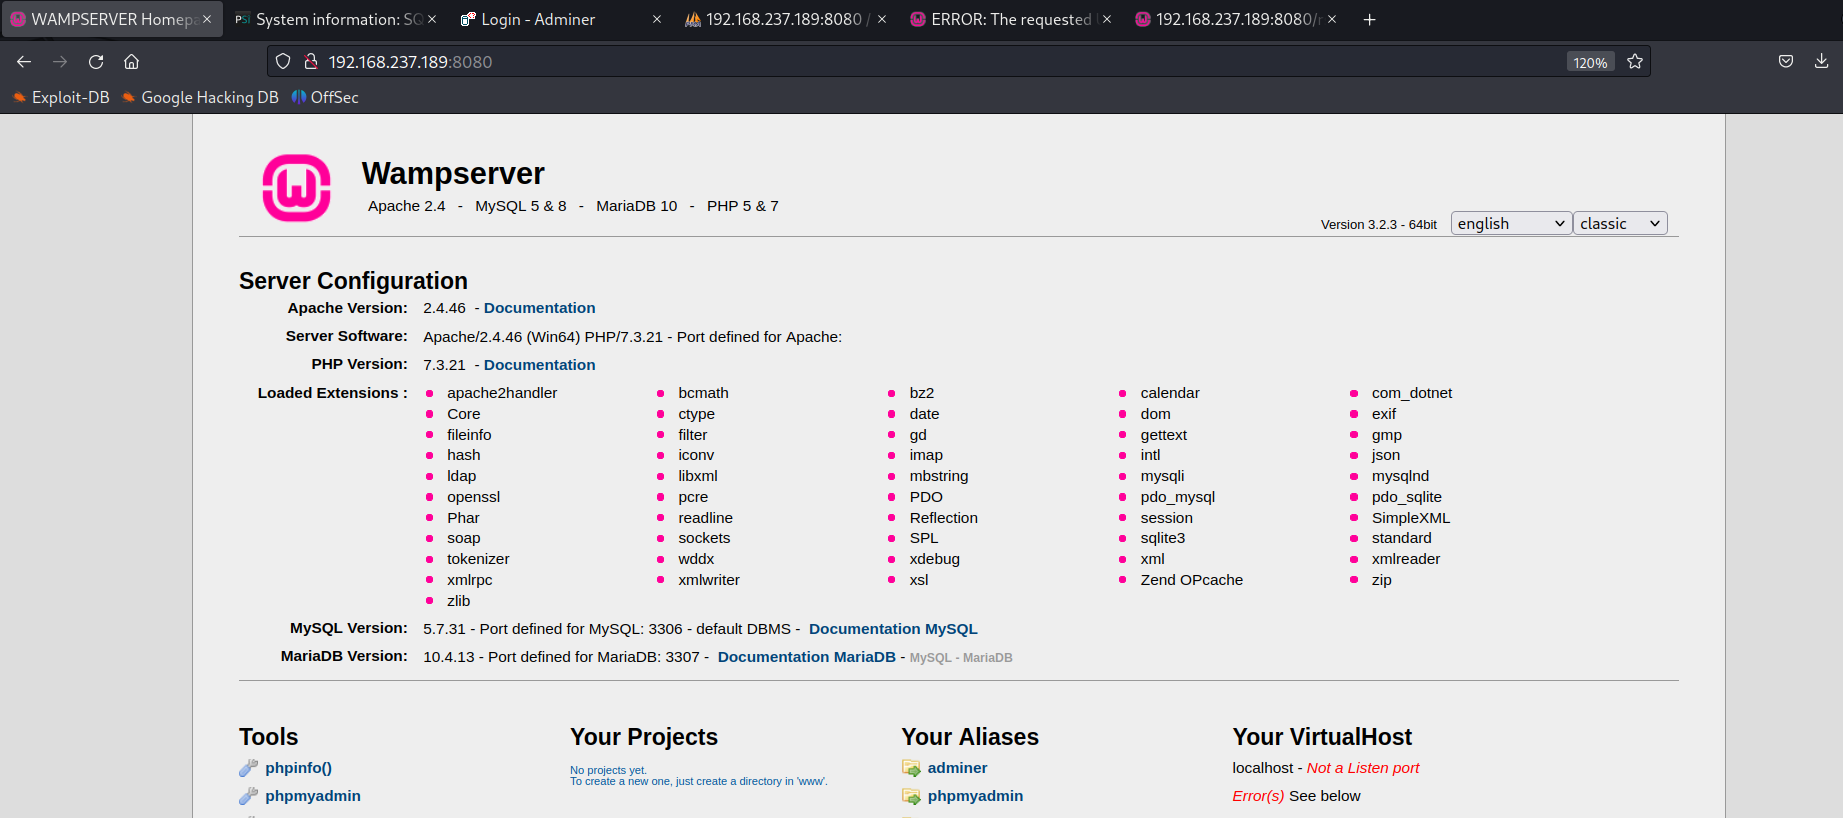 WAMPSERVER Homepa
System information: SQ
Login - Adminer
192.168.237.189:8080 /
ERROR: The requested
192.168.237.189:8080/
192.168.237.189:8080
120%
Exploit-DB
Google Hacking DB
OffSec
Wampserver
Apache 2.4 - MySQL 5 & 8 - MariaDB 10 - PHP 5 & 7
Version 3.2.3 - 64bit english classic
Server Configuration
Apache Version: 2.4.46 - Documentation
Server Software: Apache/2.4.46 (Win64) PHP/7.3.21 - Port defined for Apache:
PHP Version: 7.3.21 - Documentation
Loaded Extensions : apache2handler bcmath bz2 calendar com_dotnet
Core ctype date dom exif
fileinfo filter gd gettext gmp
hash iconv imap intl json
ldap libxml mbstring mysqli mysqlnd
openssl pcre PDO pdo_mysql pdo_sqlite
Phar readline Reflection session SimpleXML
soap sockets SPL sqlite3 standard
tokenizer wddx xdebug xml xmlreader
xmlrpc xmlwriter xsl Zend OPcache zip
zlib
MySQL Version: 5.7.31 - Port defined for MySQL: 3306 - default DBMS - Documentation MySQL
MariaDB Version: 10.4.13 - Port defined for MariaDB: 3307 - Documentation MariaDB - MySQL - MariaDB
Tools
phpinfo()
phpmyadmin
Your Projects
No projects yet.
To create a new one, just create a directory in 'www'.
Your Aliases
adminer
phpmyadmin
Your VirtualHost
localhost - Not a Listen port
Error(s) See below